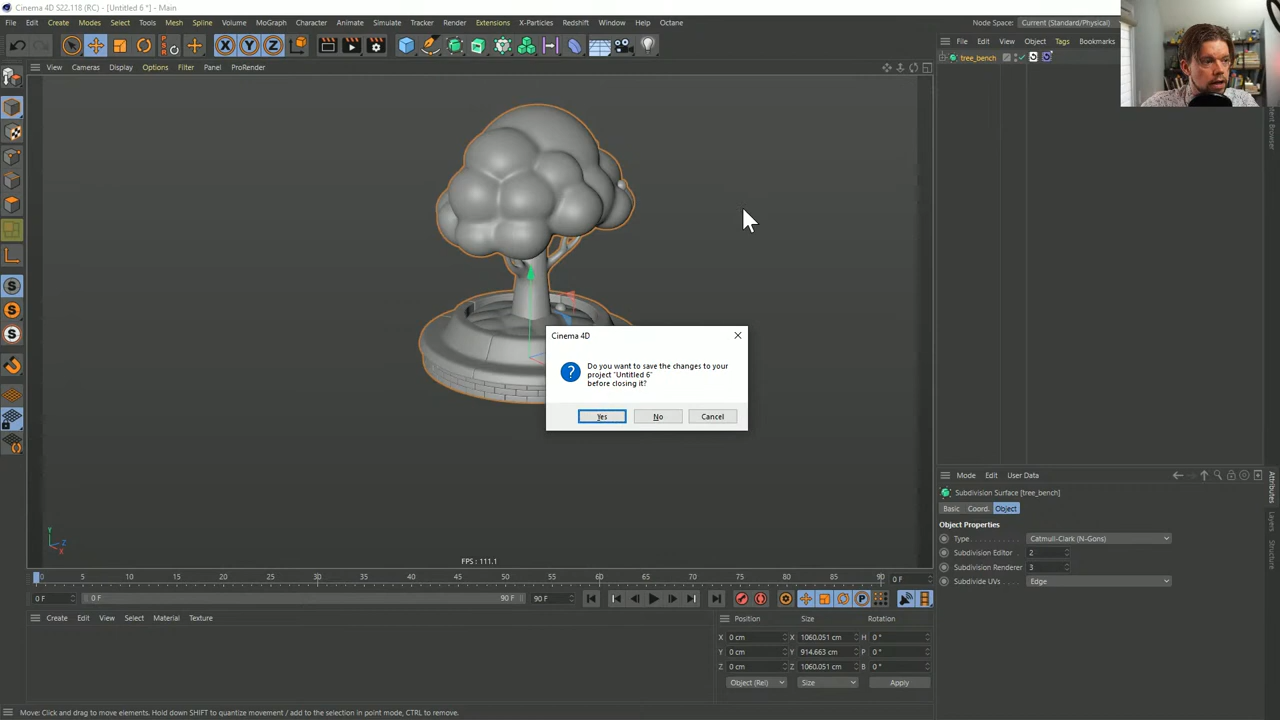 Cinema 4D S22.118 (RC) - [Untitled 6 *] - Main
File Edit Create Modes Select Tools Mesh Spline Volume MoGraph Character Animate Simulate Tracker Render Extensions X-Particles Redshift Window Help Octane
Node Space: Current (Standard/Physical)
X Y Z
File Edit View Object Tags Bookmarks
tree_bench
View Cameras Display Options Filter Panel ProRender
Cinema 4D
Do you want to save the changes to your
project "Untitled 6"
before closing it?
Yes No Cancel
Mode Edit User Data
Subdivision Surface [tree_bench]
Basic Coord. Object
Object Properties
Type Catmull-Clark (N-Gons)
Subdivision Editor 2
Subdivision Renderer 3
Subdivide UVs Edge
Attributes
Layers
Structure
Y
Z
X
FPS : 111.1
0 5 10 15 20 25 30 35 40 45 50 55 60 65 70 75 80 85 90 0 F
0 F 0 F 90 F 90 F
Create Edit View Select Material Texture
Position Size Rotation
X 0 cm X 1060.051 cm H 0 °
Y 0 cm Y 914.663 cm P 0 °
Z 0 cm Z 1060.051 cm B 0 °
Object (Rel) Size Apply
Move: Click and drag to move elements. Hold down SHIFT to quantize movement / add to the selection in point mode, CTRL to remove.